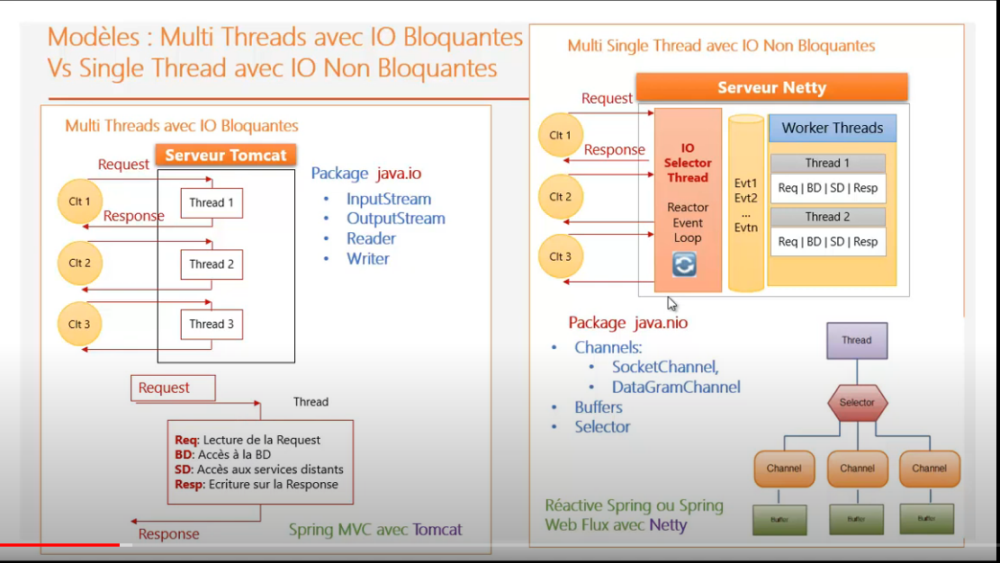 Modèles : Multi Threads avec IO Bloquantes
Vs Single Thread avec IO Non Bloquantes
Multi Threads avec IO Bloquantes
Serveur Tomcat
Request
Clt 1
Thread 1
Response
Clt 2
Thread 2
Clt 3
Thread 3
Package java.io
• InputStream
• OutputStream
• Reader
• Writer
Request
Thread
Req: Lecture de la Request
BD: Accès à la BD
SD: Accès aux services distants
Resp: Ecriture sur la Response
Response
Spring MVC avec Tomcat
Multi Single Thread avec IO Non Bloquantes
Serveur Netty
Request
Clt 1
Response
Clt 2
Clt 3
IO
Selector
Thread
Reactor
Event
Loop
Evt1
Evt2
...
Evtn
Worker Threads
Thread 1
Req | BD | SD | Resp
Thread 2
Req | BD | SD | Resp
Package java.nio
• Channels:
• SocketChannel,
• DataGramChannel
• Buffers
• Selector
Thread
Selector
Channel
Channel
Channel
Buffer
Buffer
Buffer
Réactive Spring ou Spring
Web Flux avec Netty